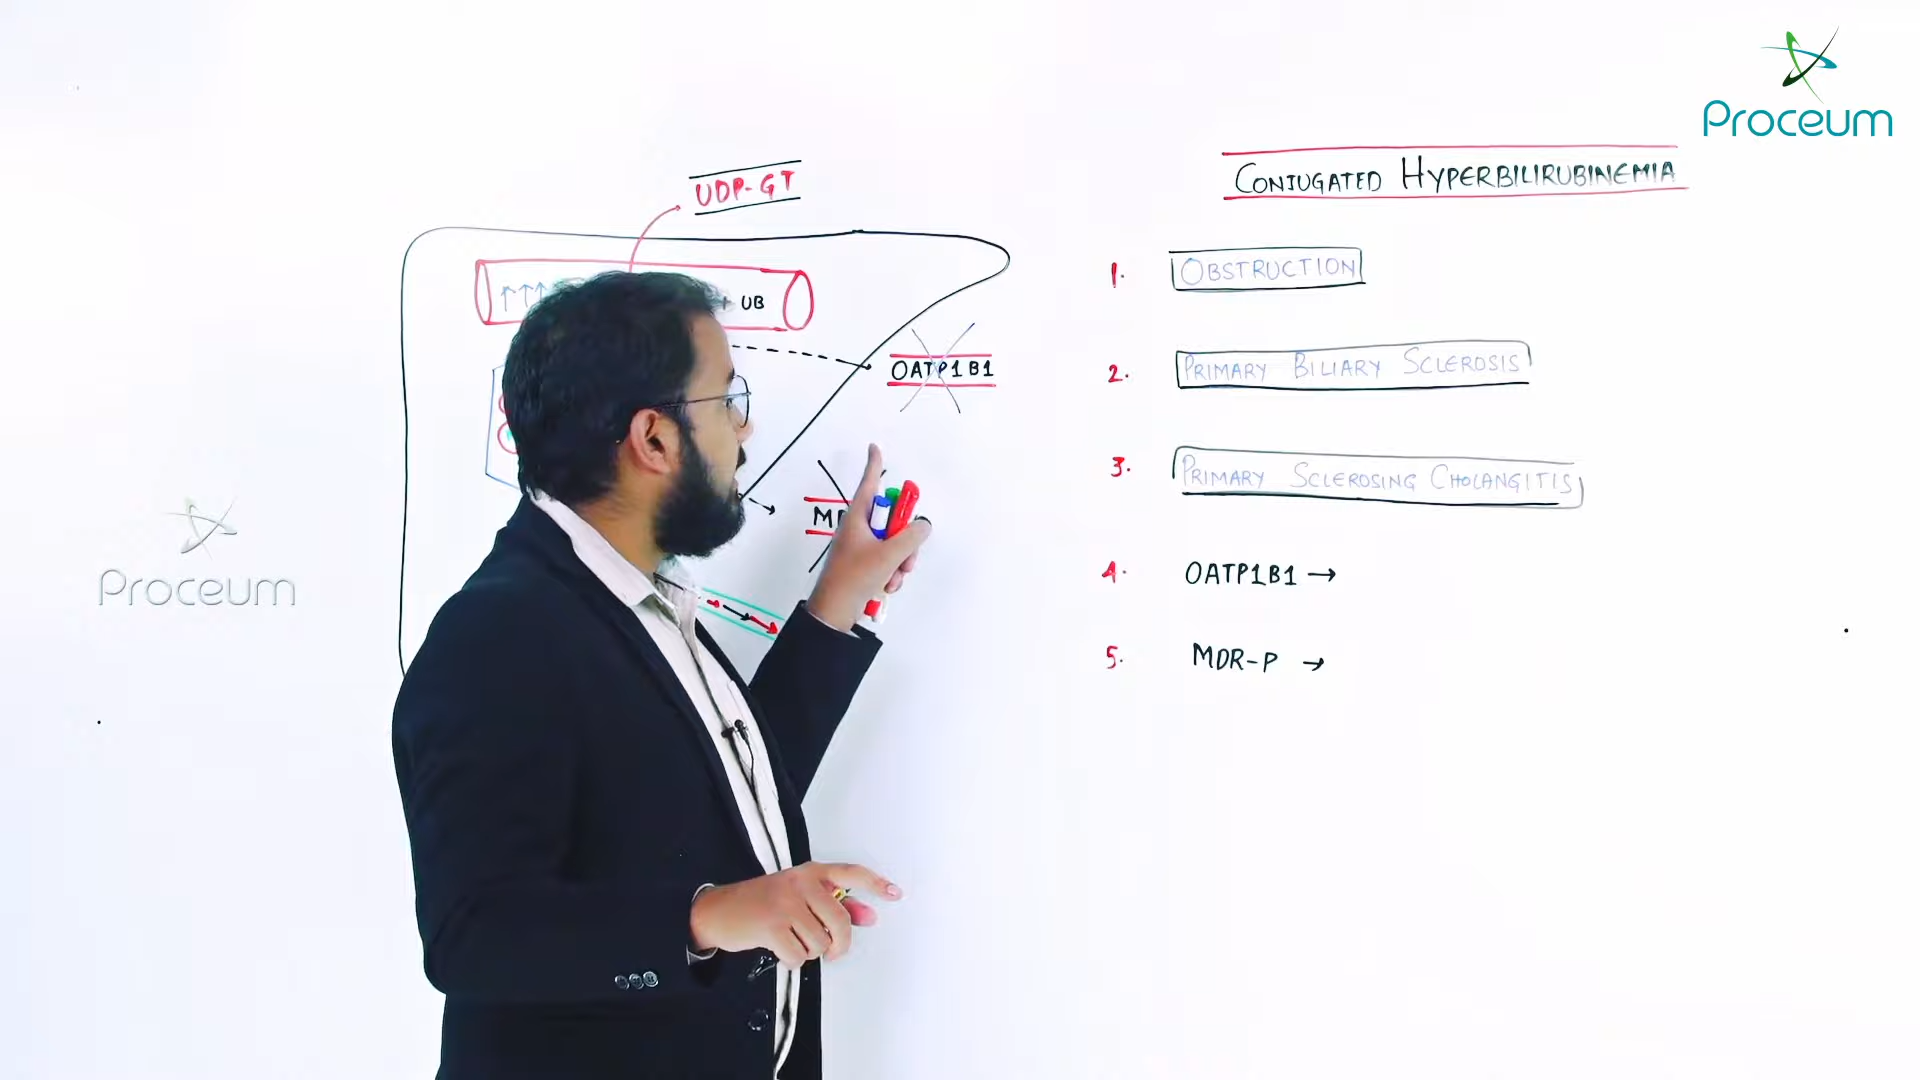 Proceum
CONJUGATED HYPERBILIRUBINEMIA
UDP-GT
1. OBSTRUCTION
UB
OATP1B1
2. PRIMARY BILIARY SCLEROSIS
3. PRIMARY SCLEROSING CHOLANGITIS
Proceum
4. OATP1B1 →
5. MDR-P →